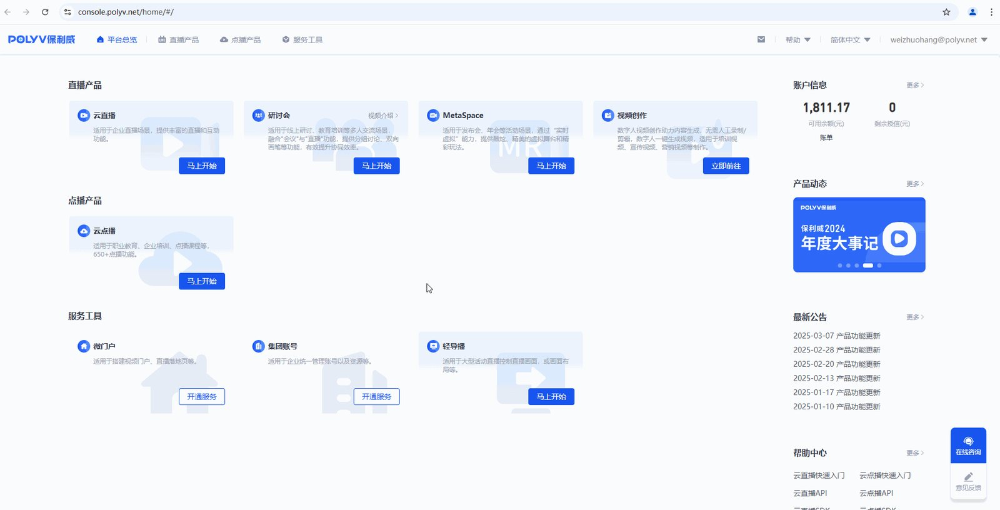 console.polyv.net/home/#/
POLYV保利威
平台总览
直播产品
点播产品
服务工具
帮助
简体中文
weizhuohang@polyv.net
直播产品
云直播
适用于企业直播场景，提供丰富的直播和互动
功能。
马上开始
研讨会
视频介绍
适用于线上研讨、教育培训等多人交流场景，
融合"会议"与"直播"功能，提供分组讨论、双向
画笔等功能，有效提升协同效率。
马上开始
MetaSpace
适用于发布会、年会等活动场景，通过“实时
虚拟”能力，提供酷炫、精美的虚拟舞台和精
彩玩法。
MR
马上开始
视频创作
数字人视频创作助力内容生成，无需人工录制/
剪辑，数字人一键生成视频，适用于培训视
频、宣传视频、营销视频等制作。
立即前往
点播产品
云点播
适用于职业教育、企业培训、点播课程等，
650+点播功能。
马上开始
服务工具
微门户
适用于搭建视频门户、直播落地页等。
开通服务
集团账号
适用于企业统一管理账号以及资源等。
开通服务
轻导播
适用于大型活动直播控制直播画面，或画面布
局等。
马上开始
账户信息
更多
1,811.17
0
可用余额(元)
剩余授信(元)
账单
产品动态
更多
POLYV保利威
保利威2024
年度大事记
最新公告
更多
2025-03-07 产品功能更新
2025-02-28 产品功能更新
2025-02-20 产品功能更新
2025-02-13 产品功能更新
2025-01-17 产品功能更新
2025-01-10 产品功能更新
帮助中心
更多
云直播快速入门
云点播快速入门
云直播API
云点播API
云直播SDK
云点播SDK
在线咨询
意见反馈